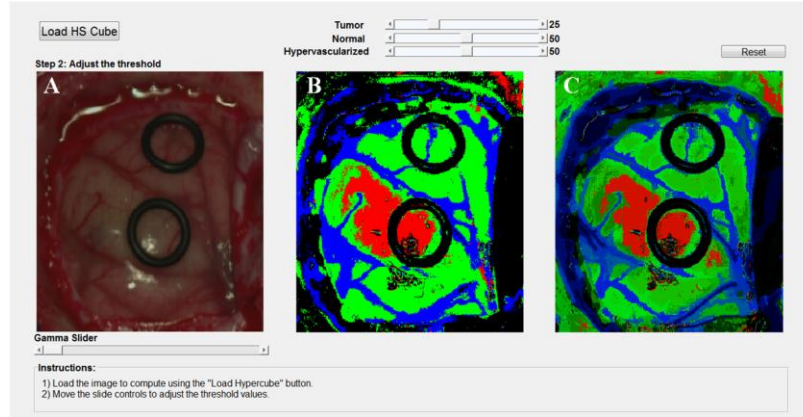 Load HS Cube
Tumor 25
Normal 50
Hypervascularized 50
Reset
Step 2: Adjust the threshold
A B C
Gamma Slider
Instructions:
1) Load the image to compute using the "Load Hypercube" button.
2) Move the slide controls to adjust the threshold values.